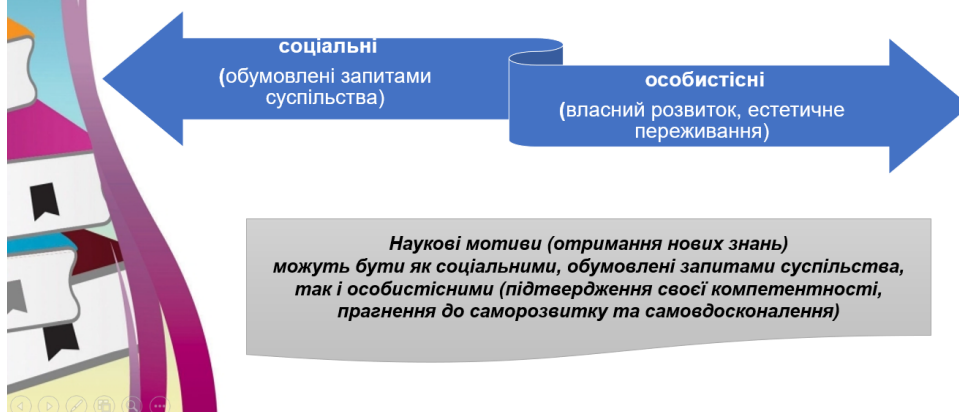 соціальні
(обумовлені запитами
суспільства)
особистісні
(власний розвиток, естетичне
переживання)
Наукові мотиви (отримання нових знань)
можуть бути як соціальними, обумовлені запитами суспільства,
так і особистісними (підтвердження своєї компетентності,
прагнення до саморозвитку та самовдосконалення)